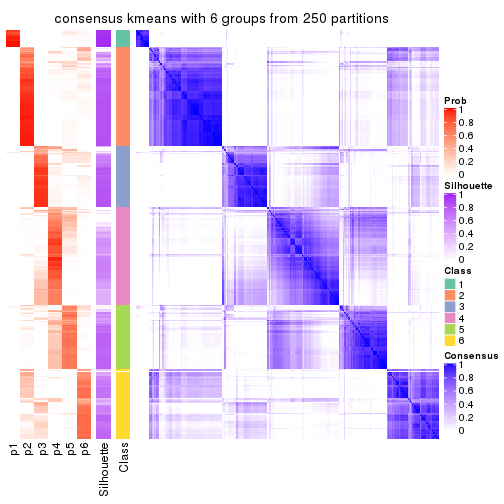 consensus kmeans with 6 groups from 250 partitions
p1
p2
p3
p4
p5
p6
Silhouette
Class
Prob
1
0.8
0.6
0.4
0.2
0
Silhouette
1
0.8
0.6
0.4
0.2
0
Class
1
2
3
4
5
6
Consensus
1
0.8
0.6
0.4
0.2
0